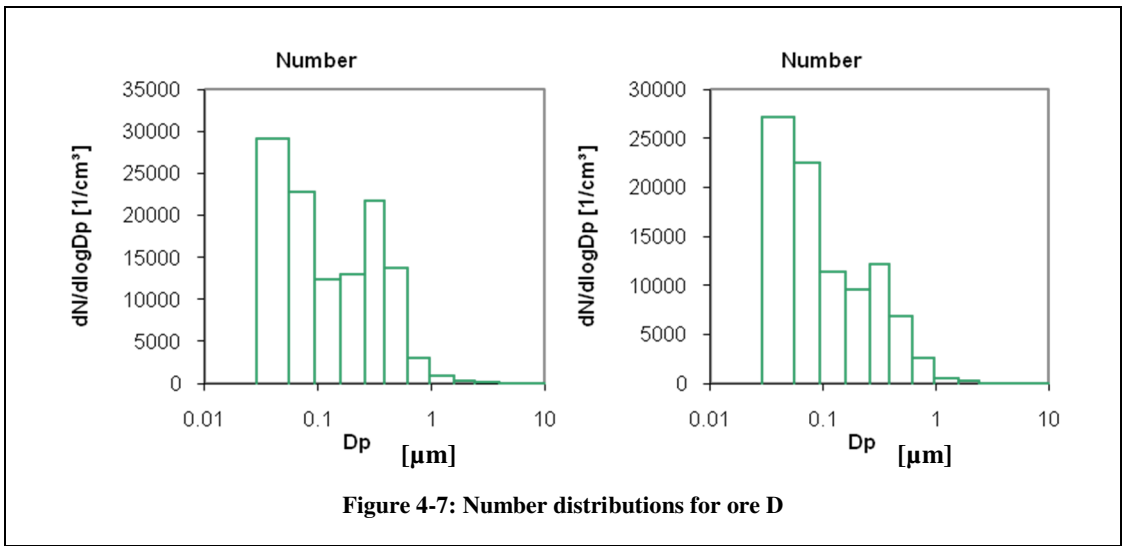 Number
35000
30000
25000
20000
15000
10000
5000
0
dN/dlogDp [1/cm³]
0.01
0.1
1
10
Dp
[µm]
Number
30000
25000
20000
15000
10000
5000
0
dN/dlogDp [1/cm³]
0.01
0.1
1
10
Dp
[µm]
Figure 4-7: Number distributions for ore D